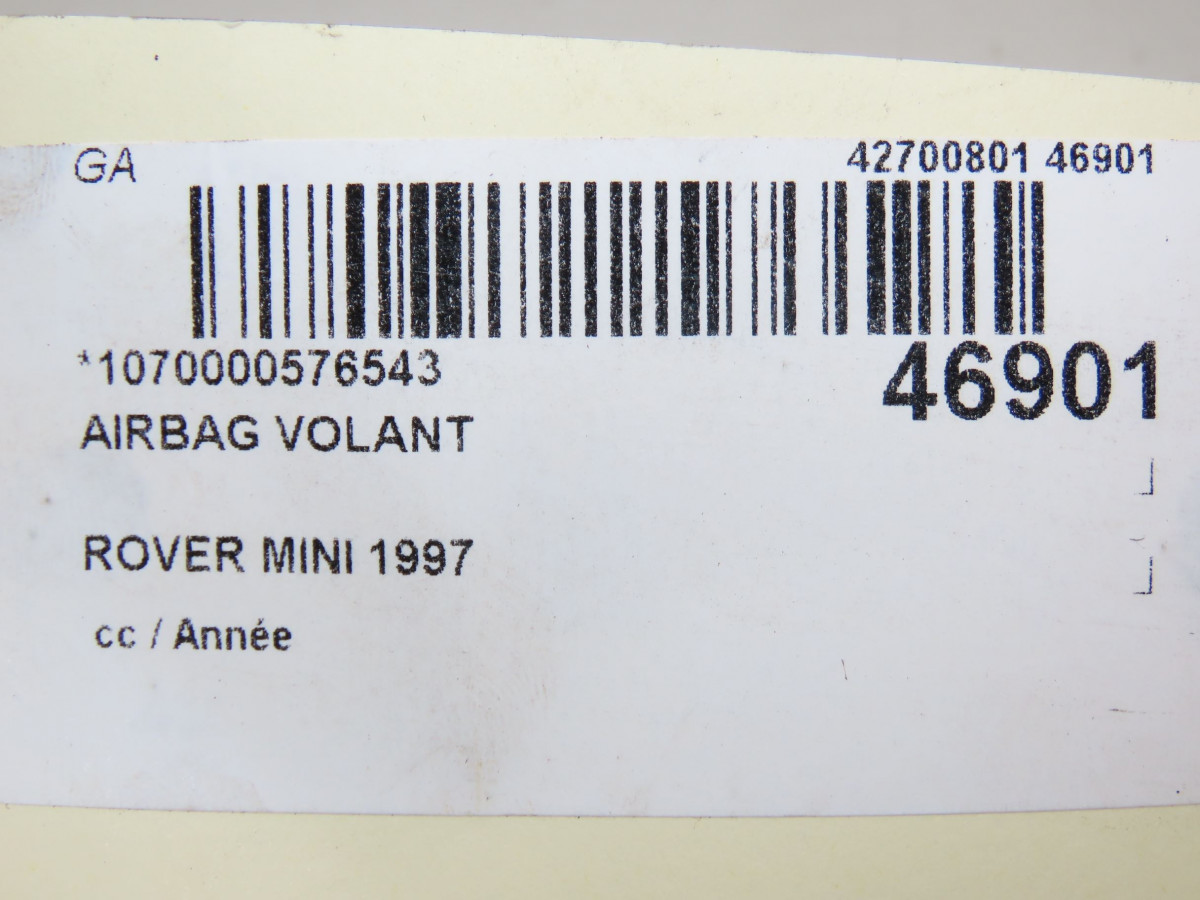 GA 42700801 46901
*1070000576543 46901
AIRBAG VOLANT
ROVER MINI 1997
cc / Année